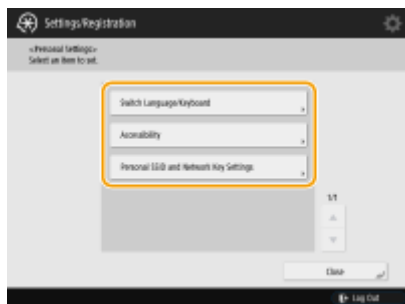 Settings/Registration
<Personal Settings>
Select an item to set.
Switch Language/Keyboard
Accessibility
Personal SSID and Network Key Settings
1/1
Close
Log Out